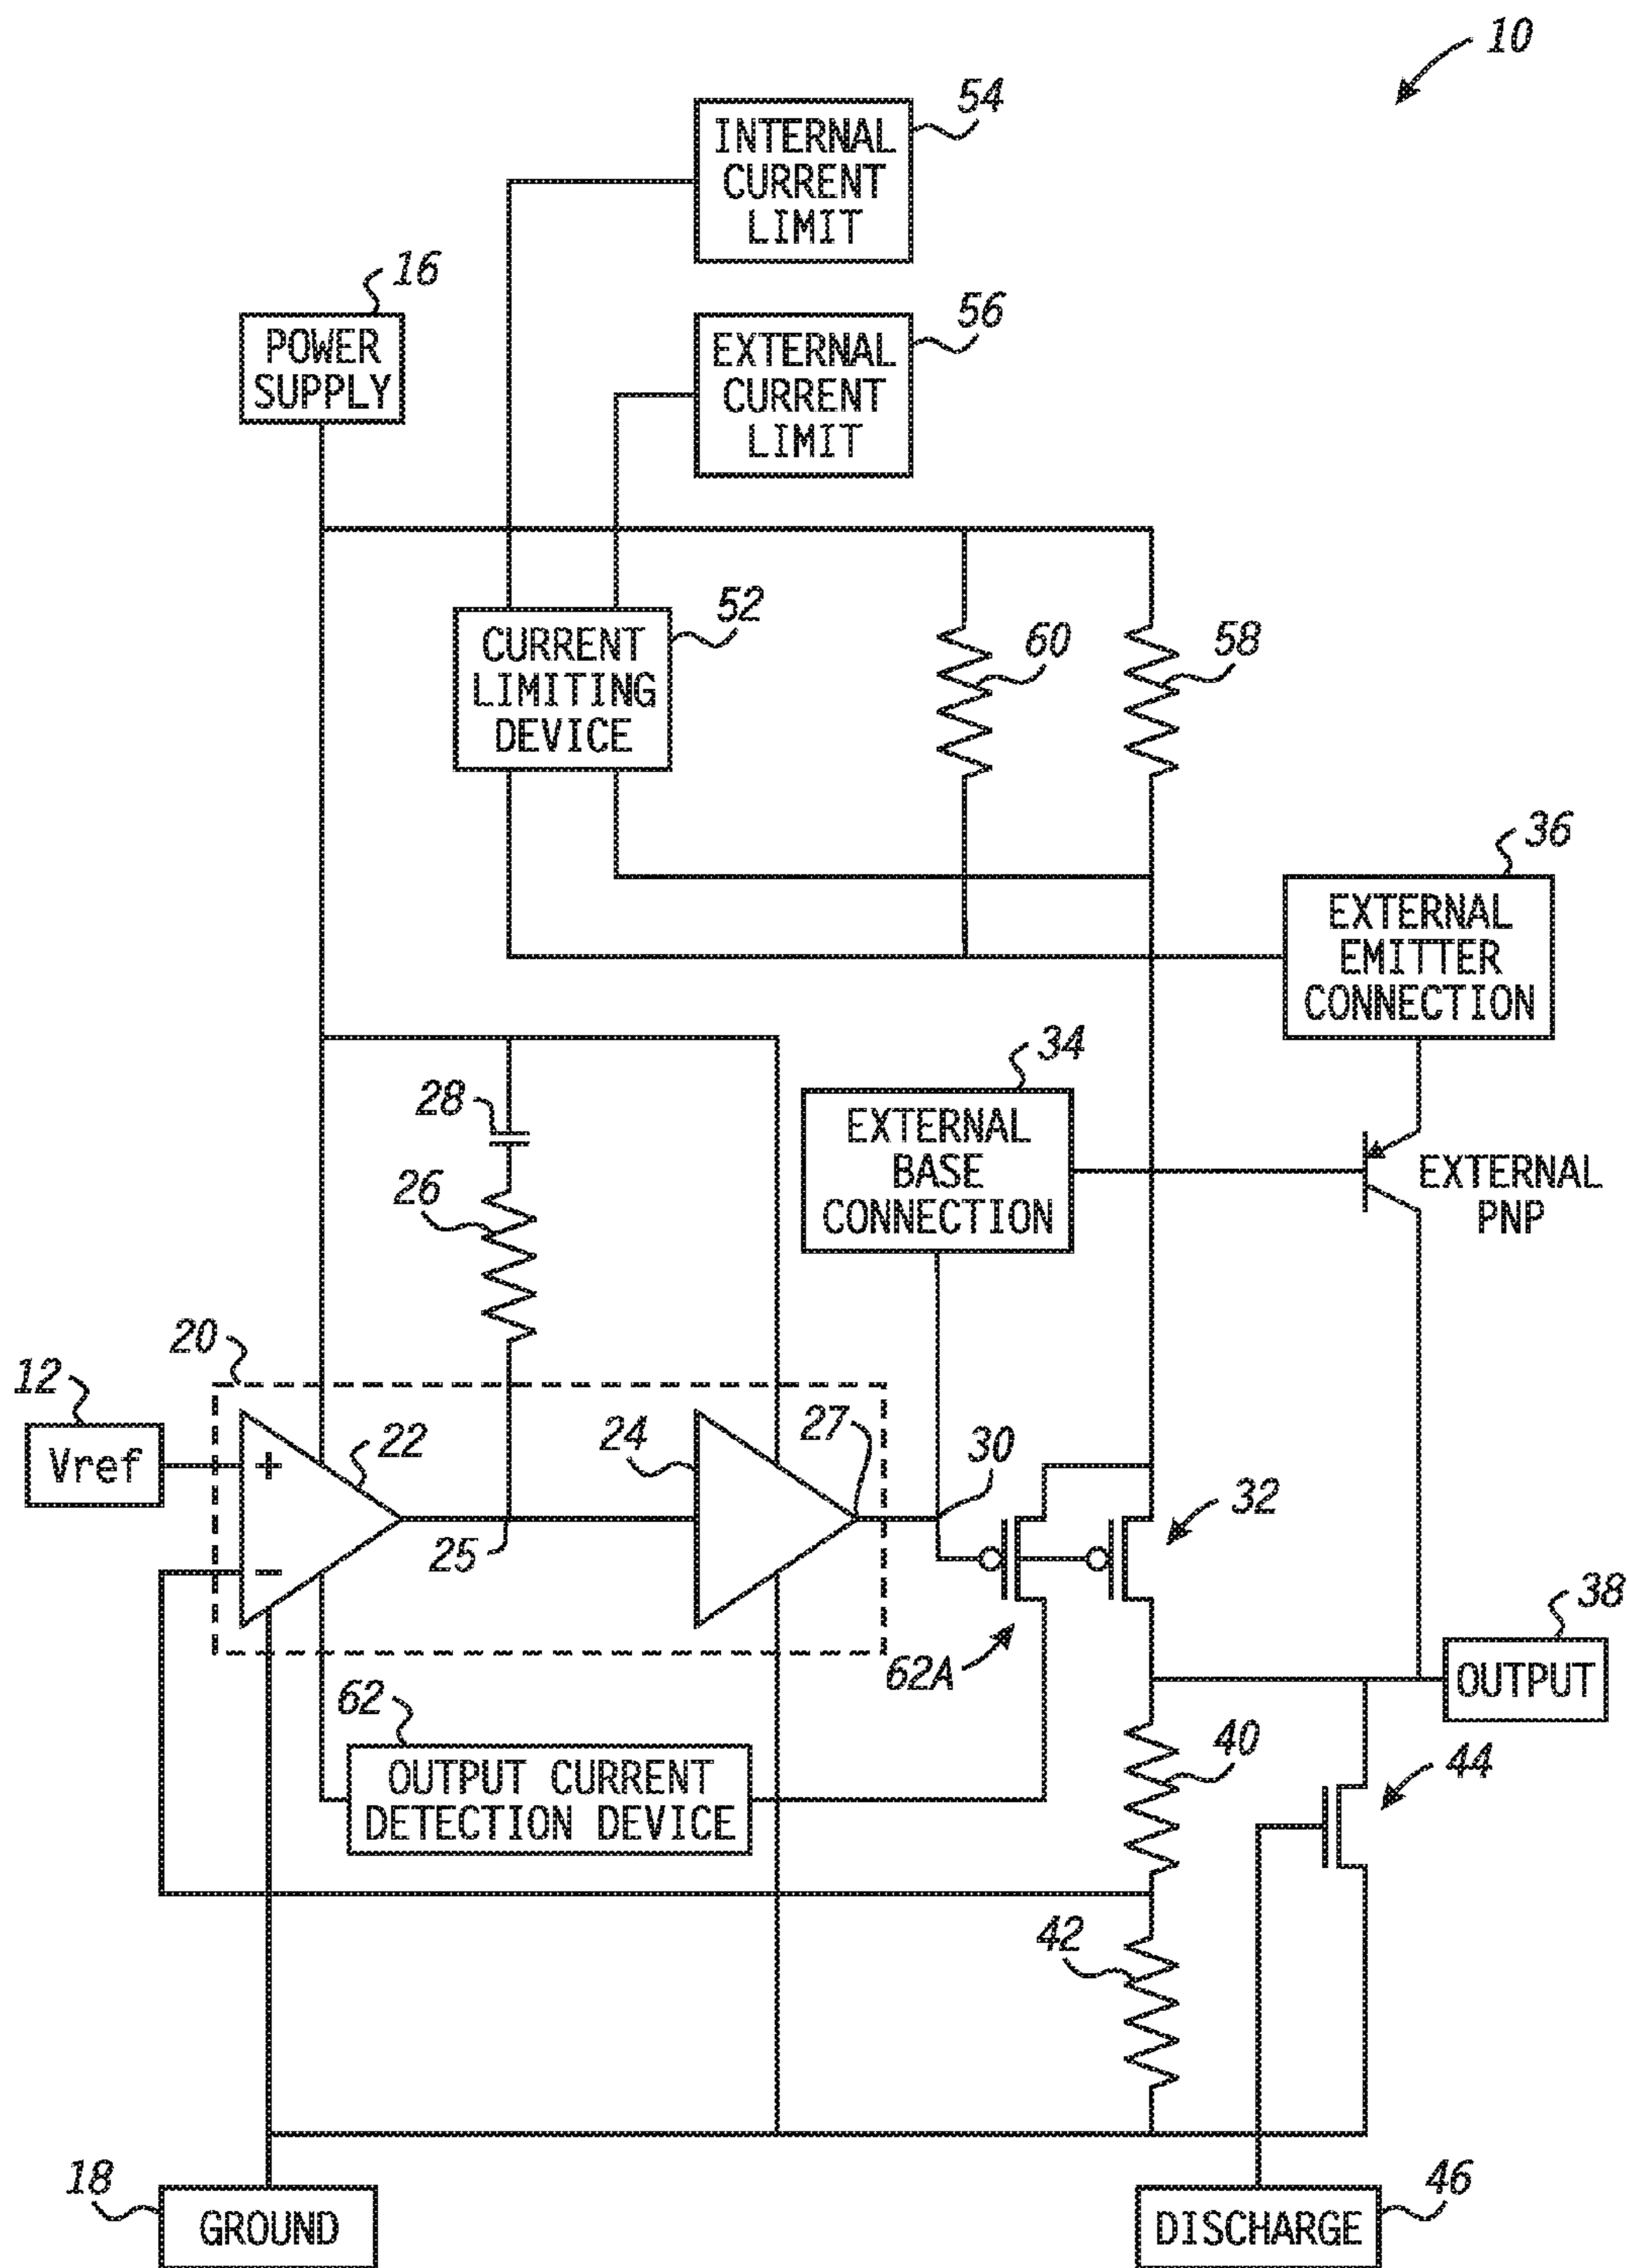 10
54
INTERNAL
CURRENT
LIMIT
16
POWER
SUPPLY
56
EXTERNAL
CURRENT
LIMIT
52
CURRENT
LIMITING
DEVICE
60
58
36
EXTERNAL
EMITTER
CONNECTION
34
EXTERNAL
BASE
CONNECTION
28
26
EXTERNAL
PNP
20
12
Vref
+
−
22
24
27
30
32
25
62A
38
OUTPUT
62
OUTPUT CURRENT
DETECTION DEVICE
40
44
42
18
GROUND
46
DISCHARGE